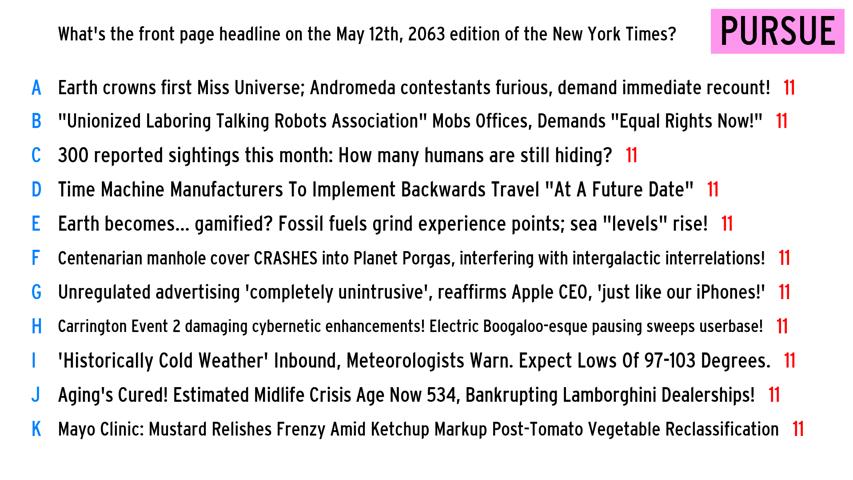 What's the front page headline on the May 12th, 2063 edition of the New York Times?
PURSUE
A Earth crowns first Miss Universe; Andromeda contestants furious, demand immediate recount! 11
B "Unionized Laboring Talking Robots Association" Mobs Offices, Demands "Equal Rights Now!" 11
C 300 reported sightings this month: How many humans are still hiding? 11
D Time Machine Manufacturers To Implement Backwards Travel "At A Future Date" 11
E Earth becomes... gamified? Fossil fuels grind experience points; sea "levels" rise! 11
F Centenarian manhole cover CRASHES into Planet Porgas, interfering with intergalactic interrelations! 11
G Unregulated advertising 'completely unintrusive', reaffirms Apple CEO, 'just like our iPhones!' 11
H Carrington Event 2 damaging cybernetic enhancements! Electric Boogaloo-esque pausing sweeps userbase! 11
I 'Historically Cold Weather' Inbound, Meteorologists Warn. Expect Lows Of 97-103 Degrees. 11
J Aging's Cured! Estimated Midlife Crisis Age Now 534, Bankrupting Lamborghini Dealerships! 11
K Mayo Clinic: Mustard Relishes Frenzy Amid Ketchup Markup Post-Tomato Vegetable Reclassification 11